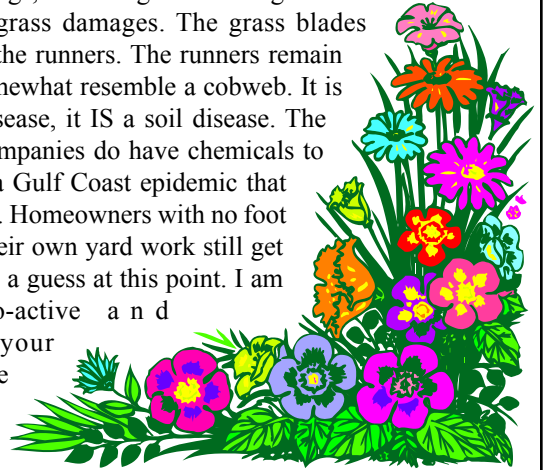 grass damages. The grass blades
the runners. The runners remain
mewhat resemble a cobweb. It is
sease, it IS a soil disease. The
mpanies do have chemicals to
a Gulf Coast epidemic that
. Homeowners with no foot
eir own yard work still get
a guess at this point. I am
o-active a n d
your
e